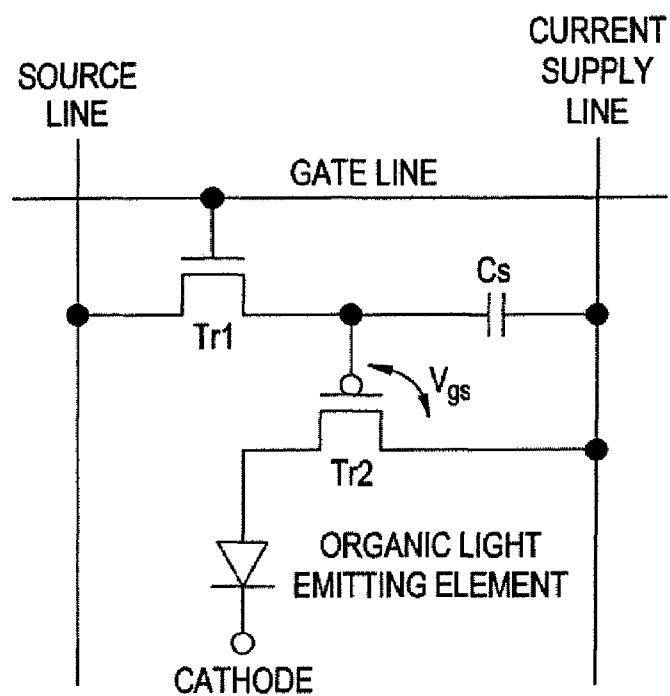 SOURCE
LINE
CURRENT
SUPPLY
LINE
GATE LINE
Cs
Tr1
Vgs
Tr2
ORGANIC LIGHT
EMITTING ELEMENT
CATHODE